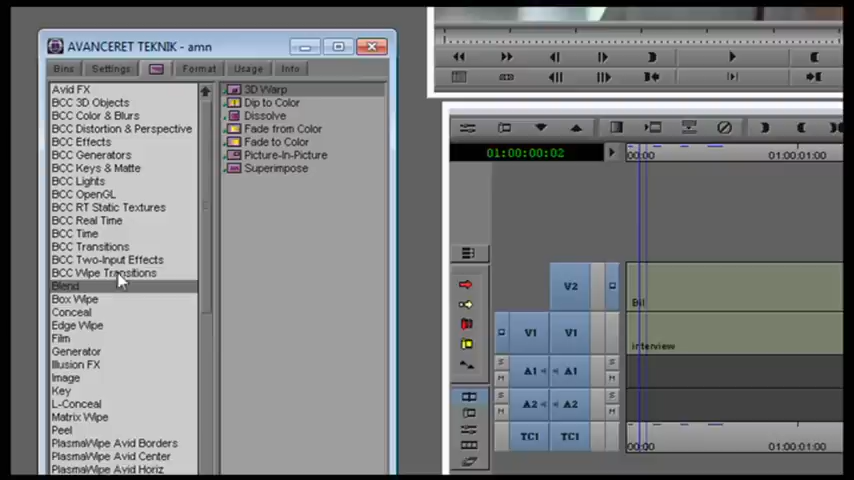 AVANCERET TEKNIK - amn
Bins Settings Format Usage Info
Avid FX
BCC 3D Objects
BCC Color & Blurs
BCC Distortion & Perspective
BCC Effects
BCC Generators
BCC Keys & Matte
BCC Lights
BCC OpenGL
BCC RT Static Textures
BCC Real Time
BCC Time
BCC Transitions
BCC Two-Input Effects
BCC Wipe Transitions
Blend
Box Wipe
Conceal
Edge Wipe
Film
Generator
Illusion FX
Image
Key
L-Conceal
Matrix Wipe
Peel
PlasmaWipe Avid Borders
PlasmaWipe Avid Center
PlasmaWipe Avid Horiz
3D Warp
Dip to Color
Dissolve
Fade from Color
Fade to Color
Picture-In-Picture
Superimpose
01:00:00:02
00:00 01:00:01:00
V2
Bil
V1 V1
interview
S
M
A1 A1
S
M
S
M
A2 A2
S
M
TC1 TC1
00:00 01:00:01:00